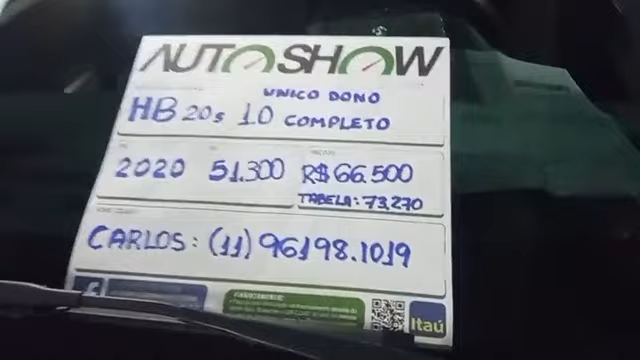 AUTOSHOW
UNICO DONO
HB 20s 1.0 COMPLETO
2020 51.300 R$66.500
TABELA: 73,270
CARLOS: (11) 96198.1019
Itaú